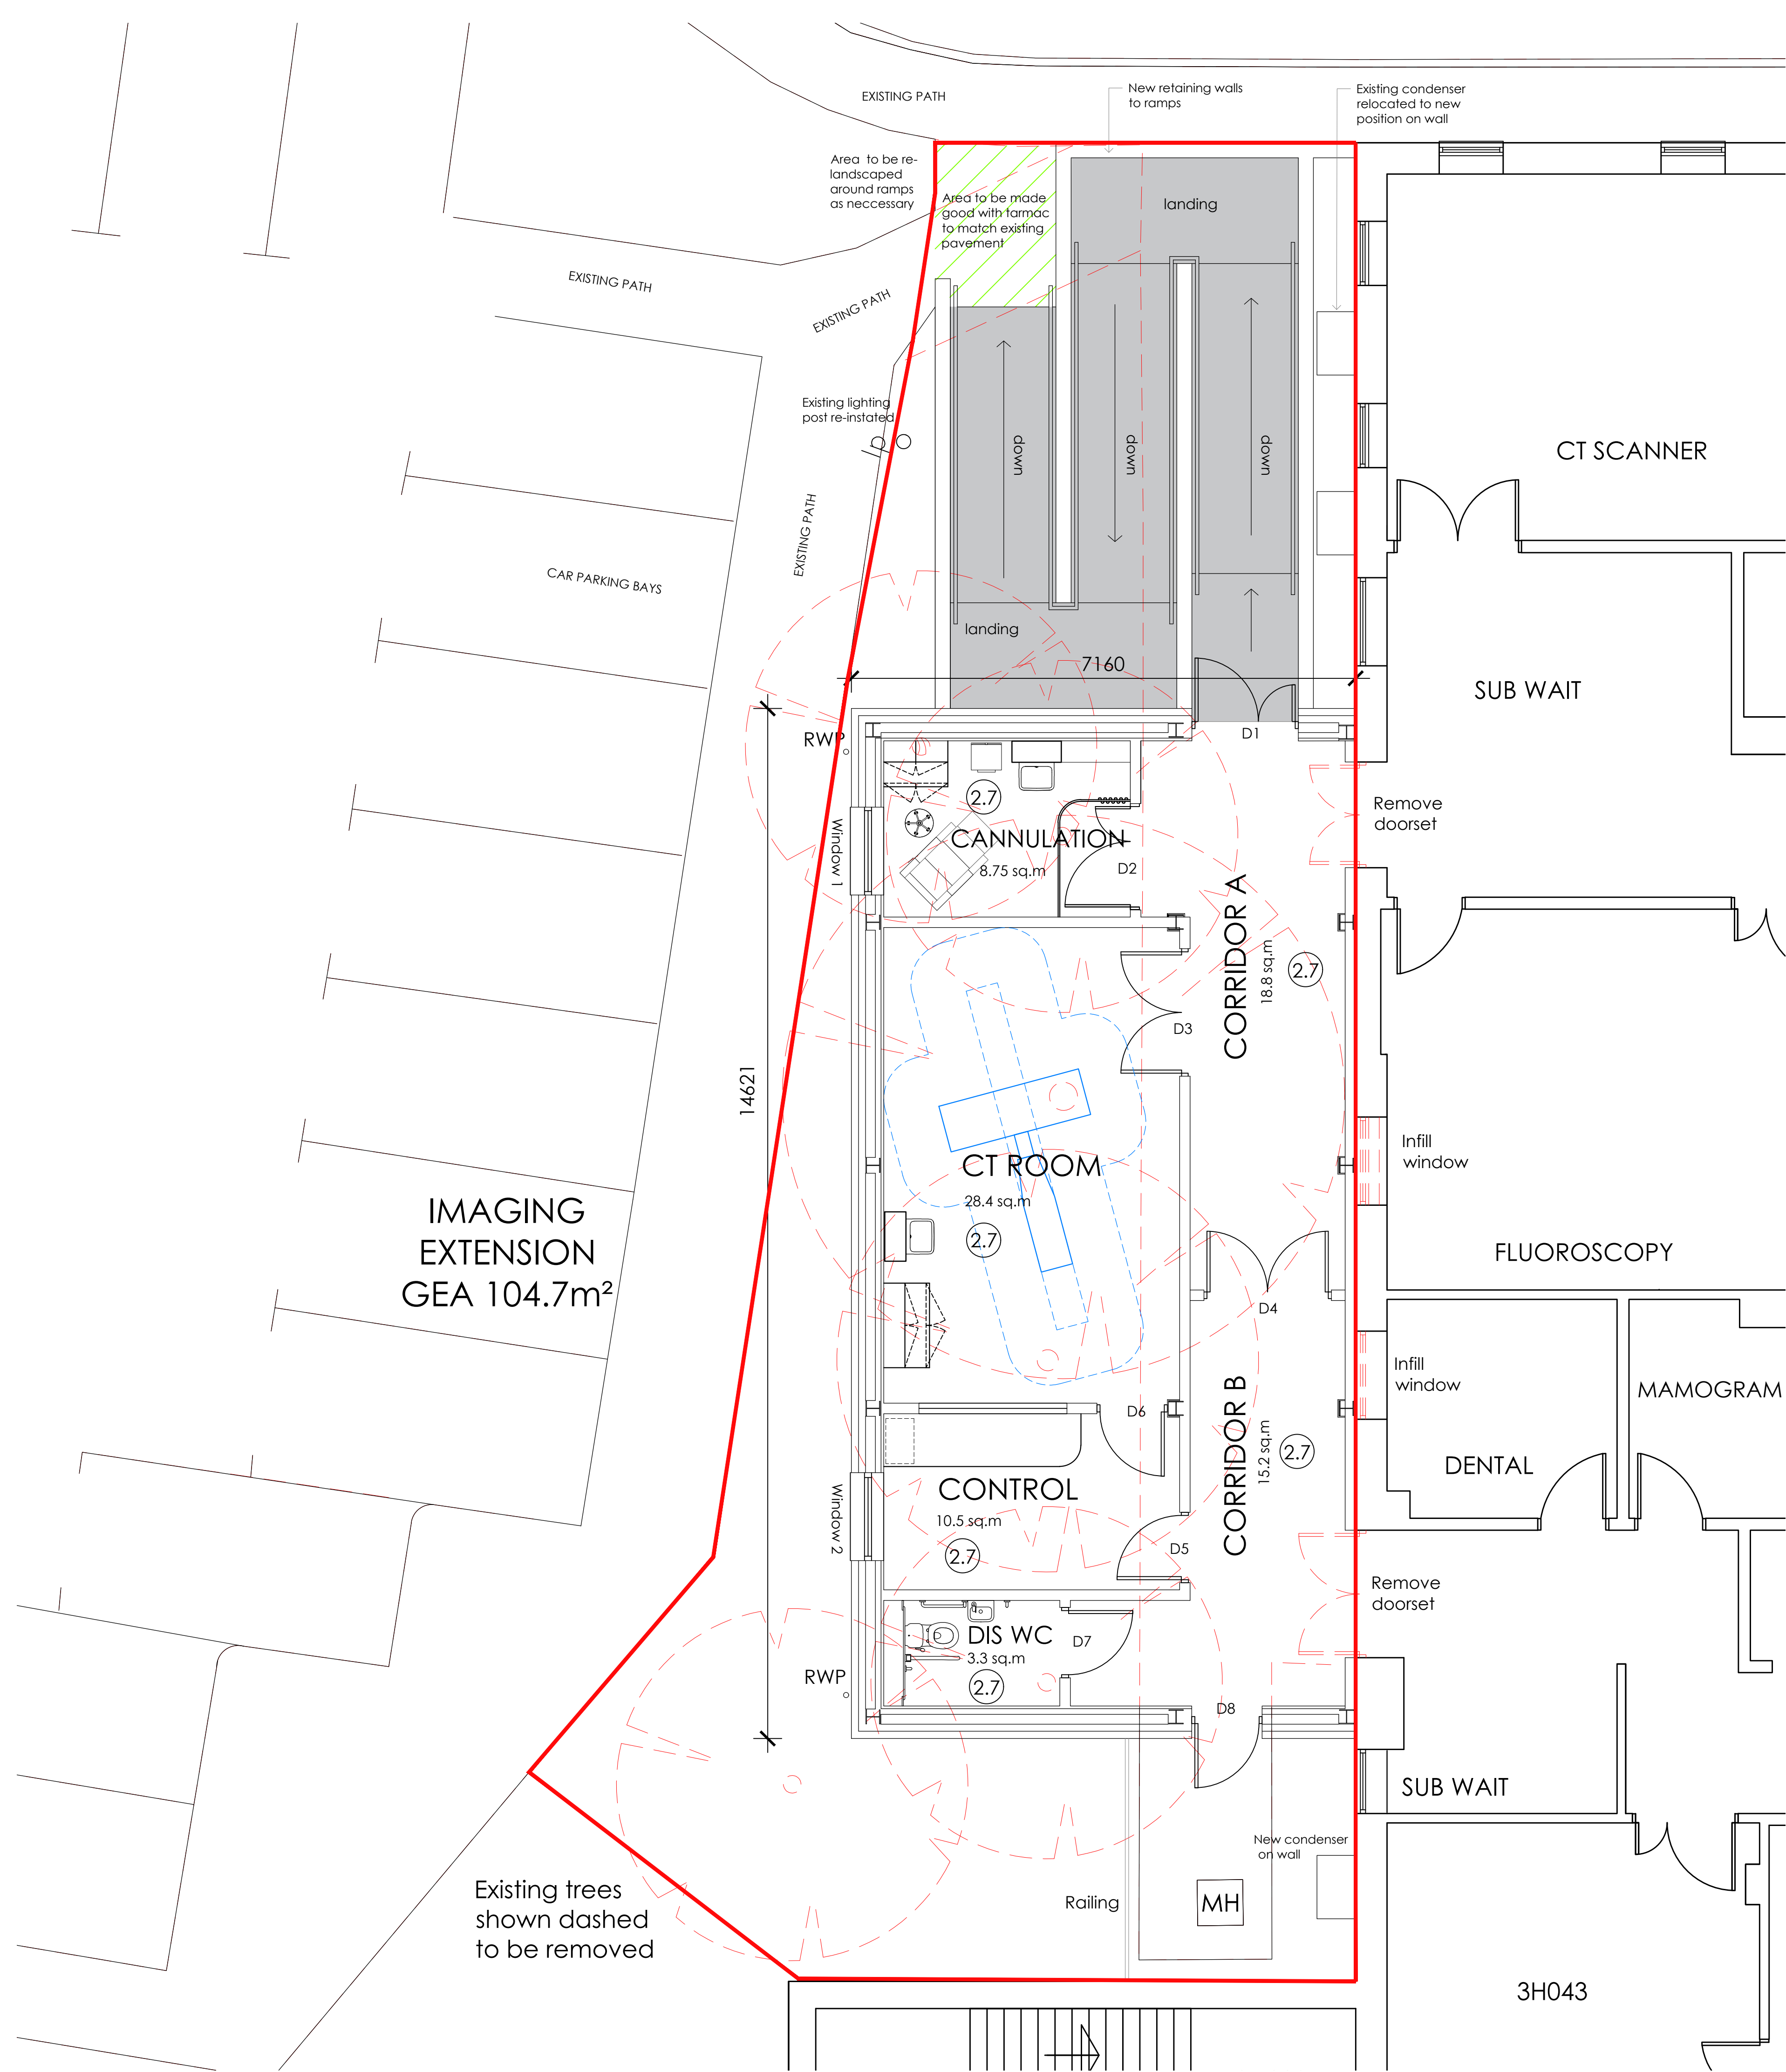 EXISTING PATH
New retaining walls
to ramps
Existing condenser
relocated to new
position on wall
Area to be re-
landscaped
around ramps
as neccessary
Area to be made
good with tarmac
to match existing
pavement
landing
EXISTING PATH
EXISTING PATH
Existing lighting
post re-instated
lp
down
down
down
CT SCANNER
EXISTING PATH
CAR PARKING BAYS
landing
7160
SUB WAIT
RWP
D1
2.7
Remove
doorset
Window 1
CANNULATION
8.75 sq.m
D2
CORRIDOR A
18.8 sq.m
2.7
D3
14621
CT ROOM
28.4 sq.m
2.7
Infill
window
IMAGING
EXTENSION
GEA 104.7m²
FLUOROSCOPY
D4
Infill
window
MAMOGRAM
D6
CORRIDOR B
15.2 sq.m
2.7
DENTAL
CONTROL
10.5 sq.m
2.7
Window 2
D5
Remove
doorset
DIS WC
3.3 sq.m
2.7
D7
RWP
D8
SUB WAIT
New condenser
on wall
Existing trees
shown dashed
to be removed
Railing
MH
3H043